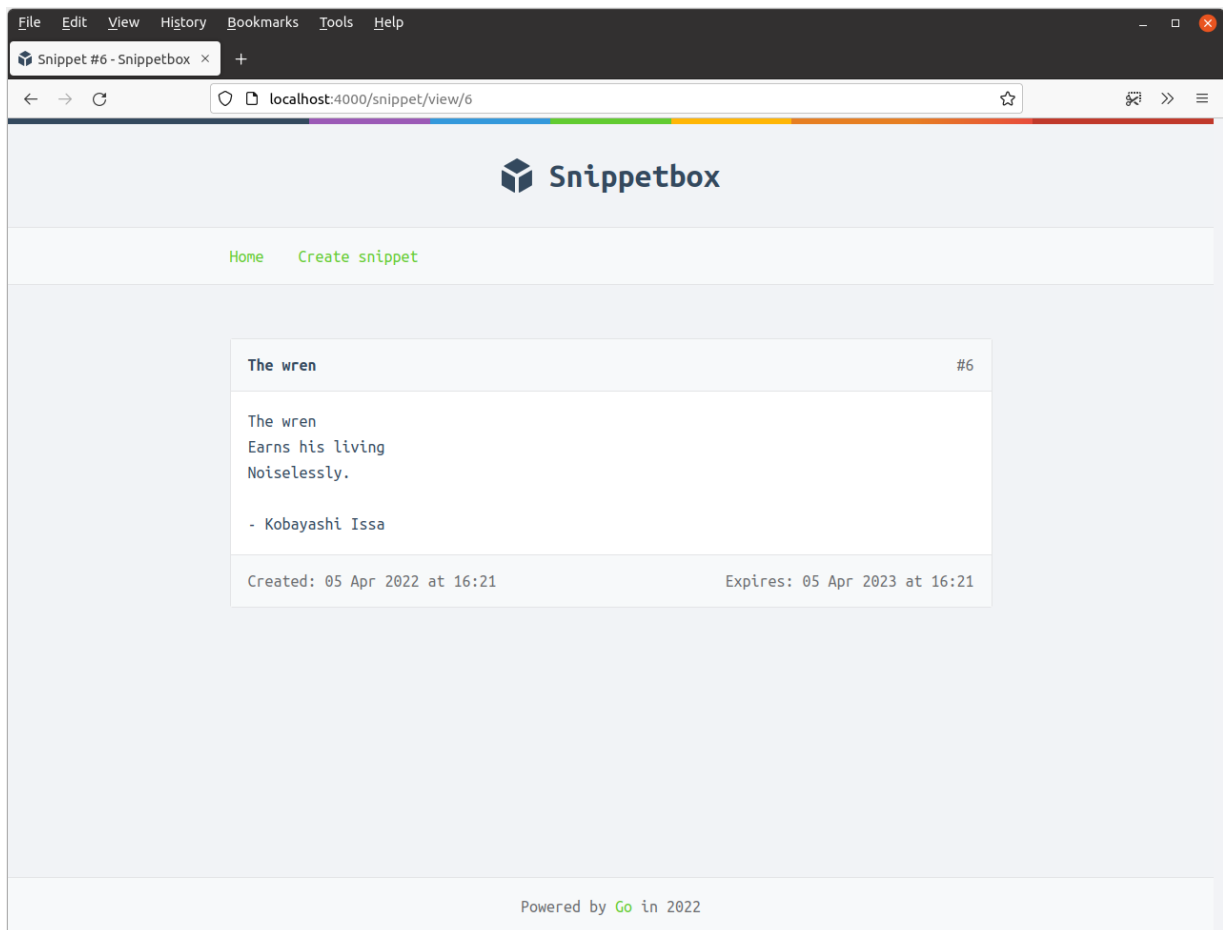 File Edit View History Bookmarks Tools Help
Snippet #6 - Snippetbox
localhost:4000/snippet/view/6
Snippetbox
Home Create snippet
The wren #6
The wren
Earns his living
Noiselessly.
- Kobayashi Issa
Created: 05 Apr 2022 at 16:21 Expires: 05 Apr 2023 at 16:21
Powered by Go in 2022